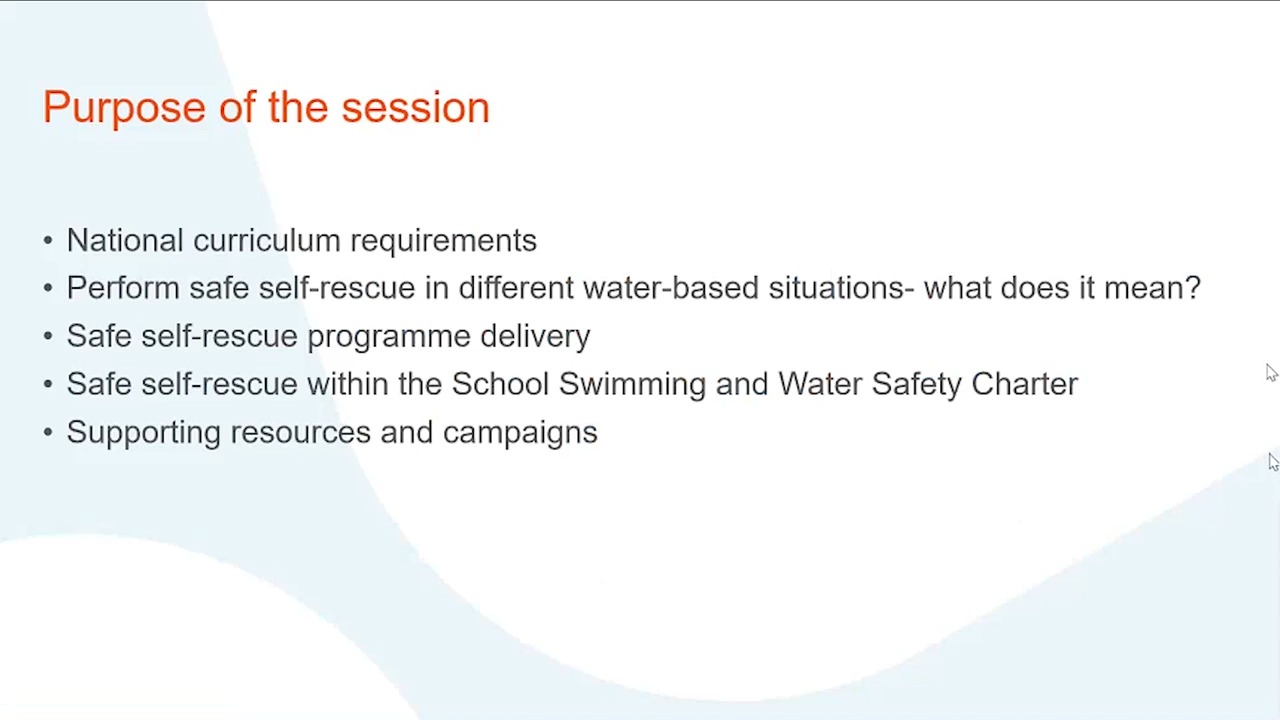 Purpose of the session
• National curriculum requirements
• Perform safe self-rescue in different water-based situations- what does it mean?
• Safe self-rescue programme delivery
• Safe self-rescue within the School Swimming and Water Safety Charter
• Supporting resources and campaigns